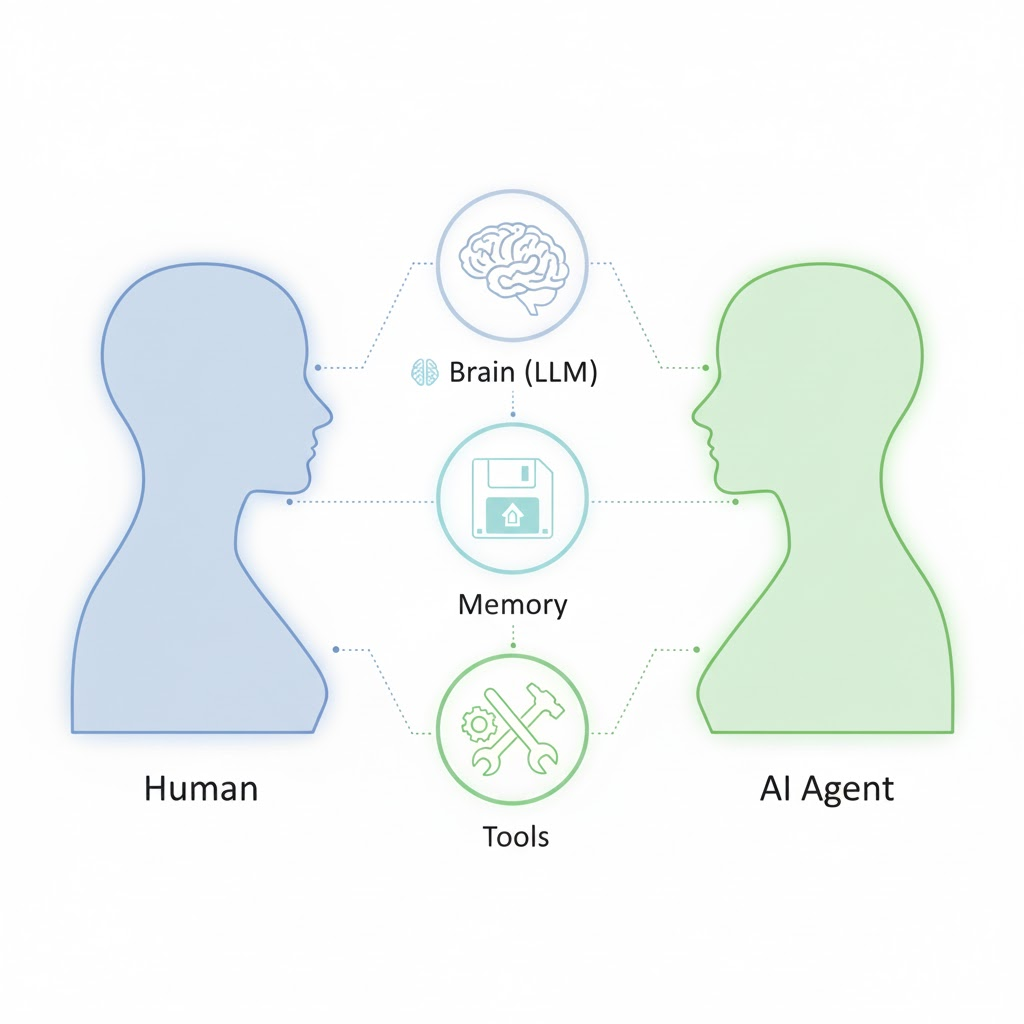 Brain (LLM)
Memory
Human
AI Agent
Tools